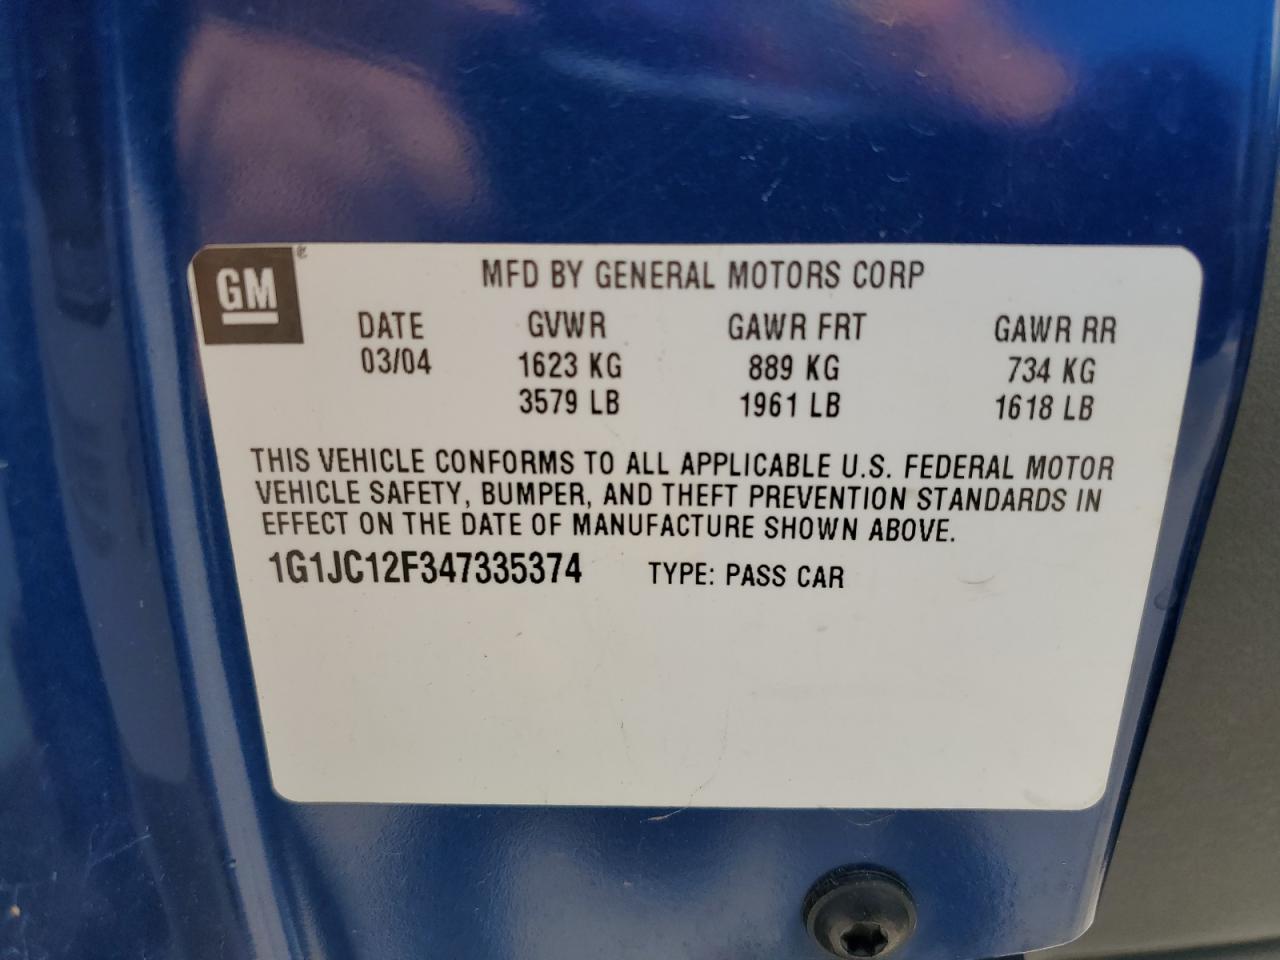 GM
MFD BY GENERAL MOTORS CORP
DATE GVWR GAWR FRT GAWR RR
03/04 1623 KG 889 KG 734 KG
3579 LB 1961 LB 1618 LB
THIS VEHICLE CONFORMS TO ALL APPLICABLE U.S. FEDERAL MOTOR
VEHICLE SAFETY, BUMPER, AND THEFT PREVENTION STANDARDS IN
EFFECT ON THE DATE OF MANUFACTURE SHOWN ABOVE.
1G1JC12F347335374 TYPE: PASS CAR